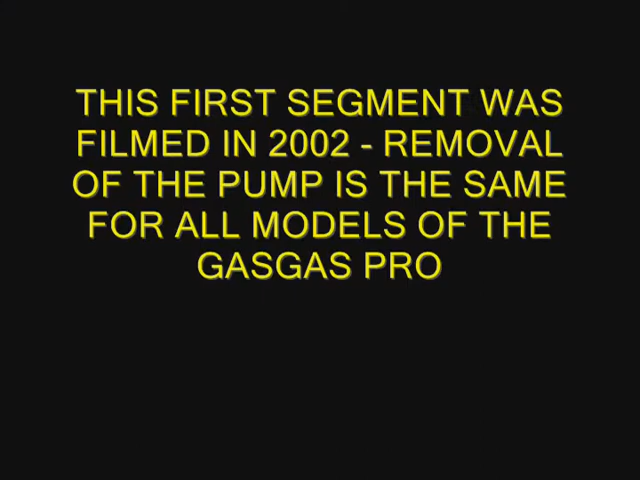 THIS FIRST SEGMENT WAS
FILMED IN 2002 - REMOVAL
OF THE PUMP IS THE SAME
FOR ALL MODELS OF THE
GASGAS PRO